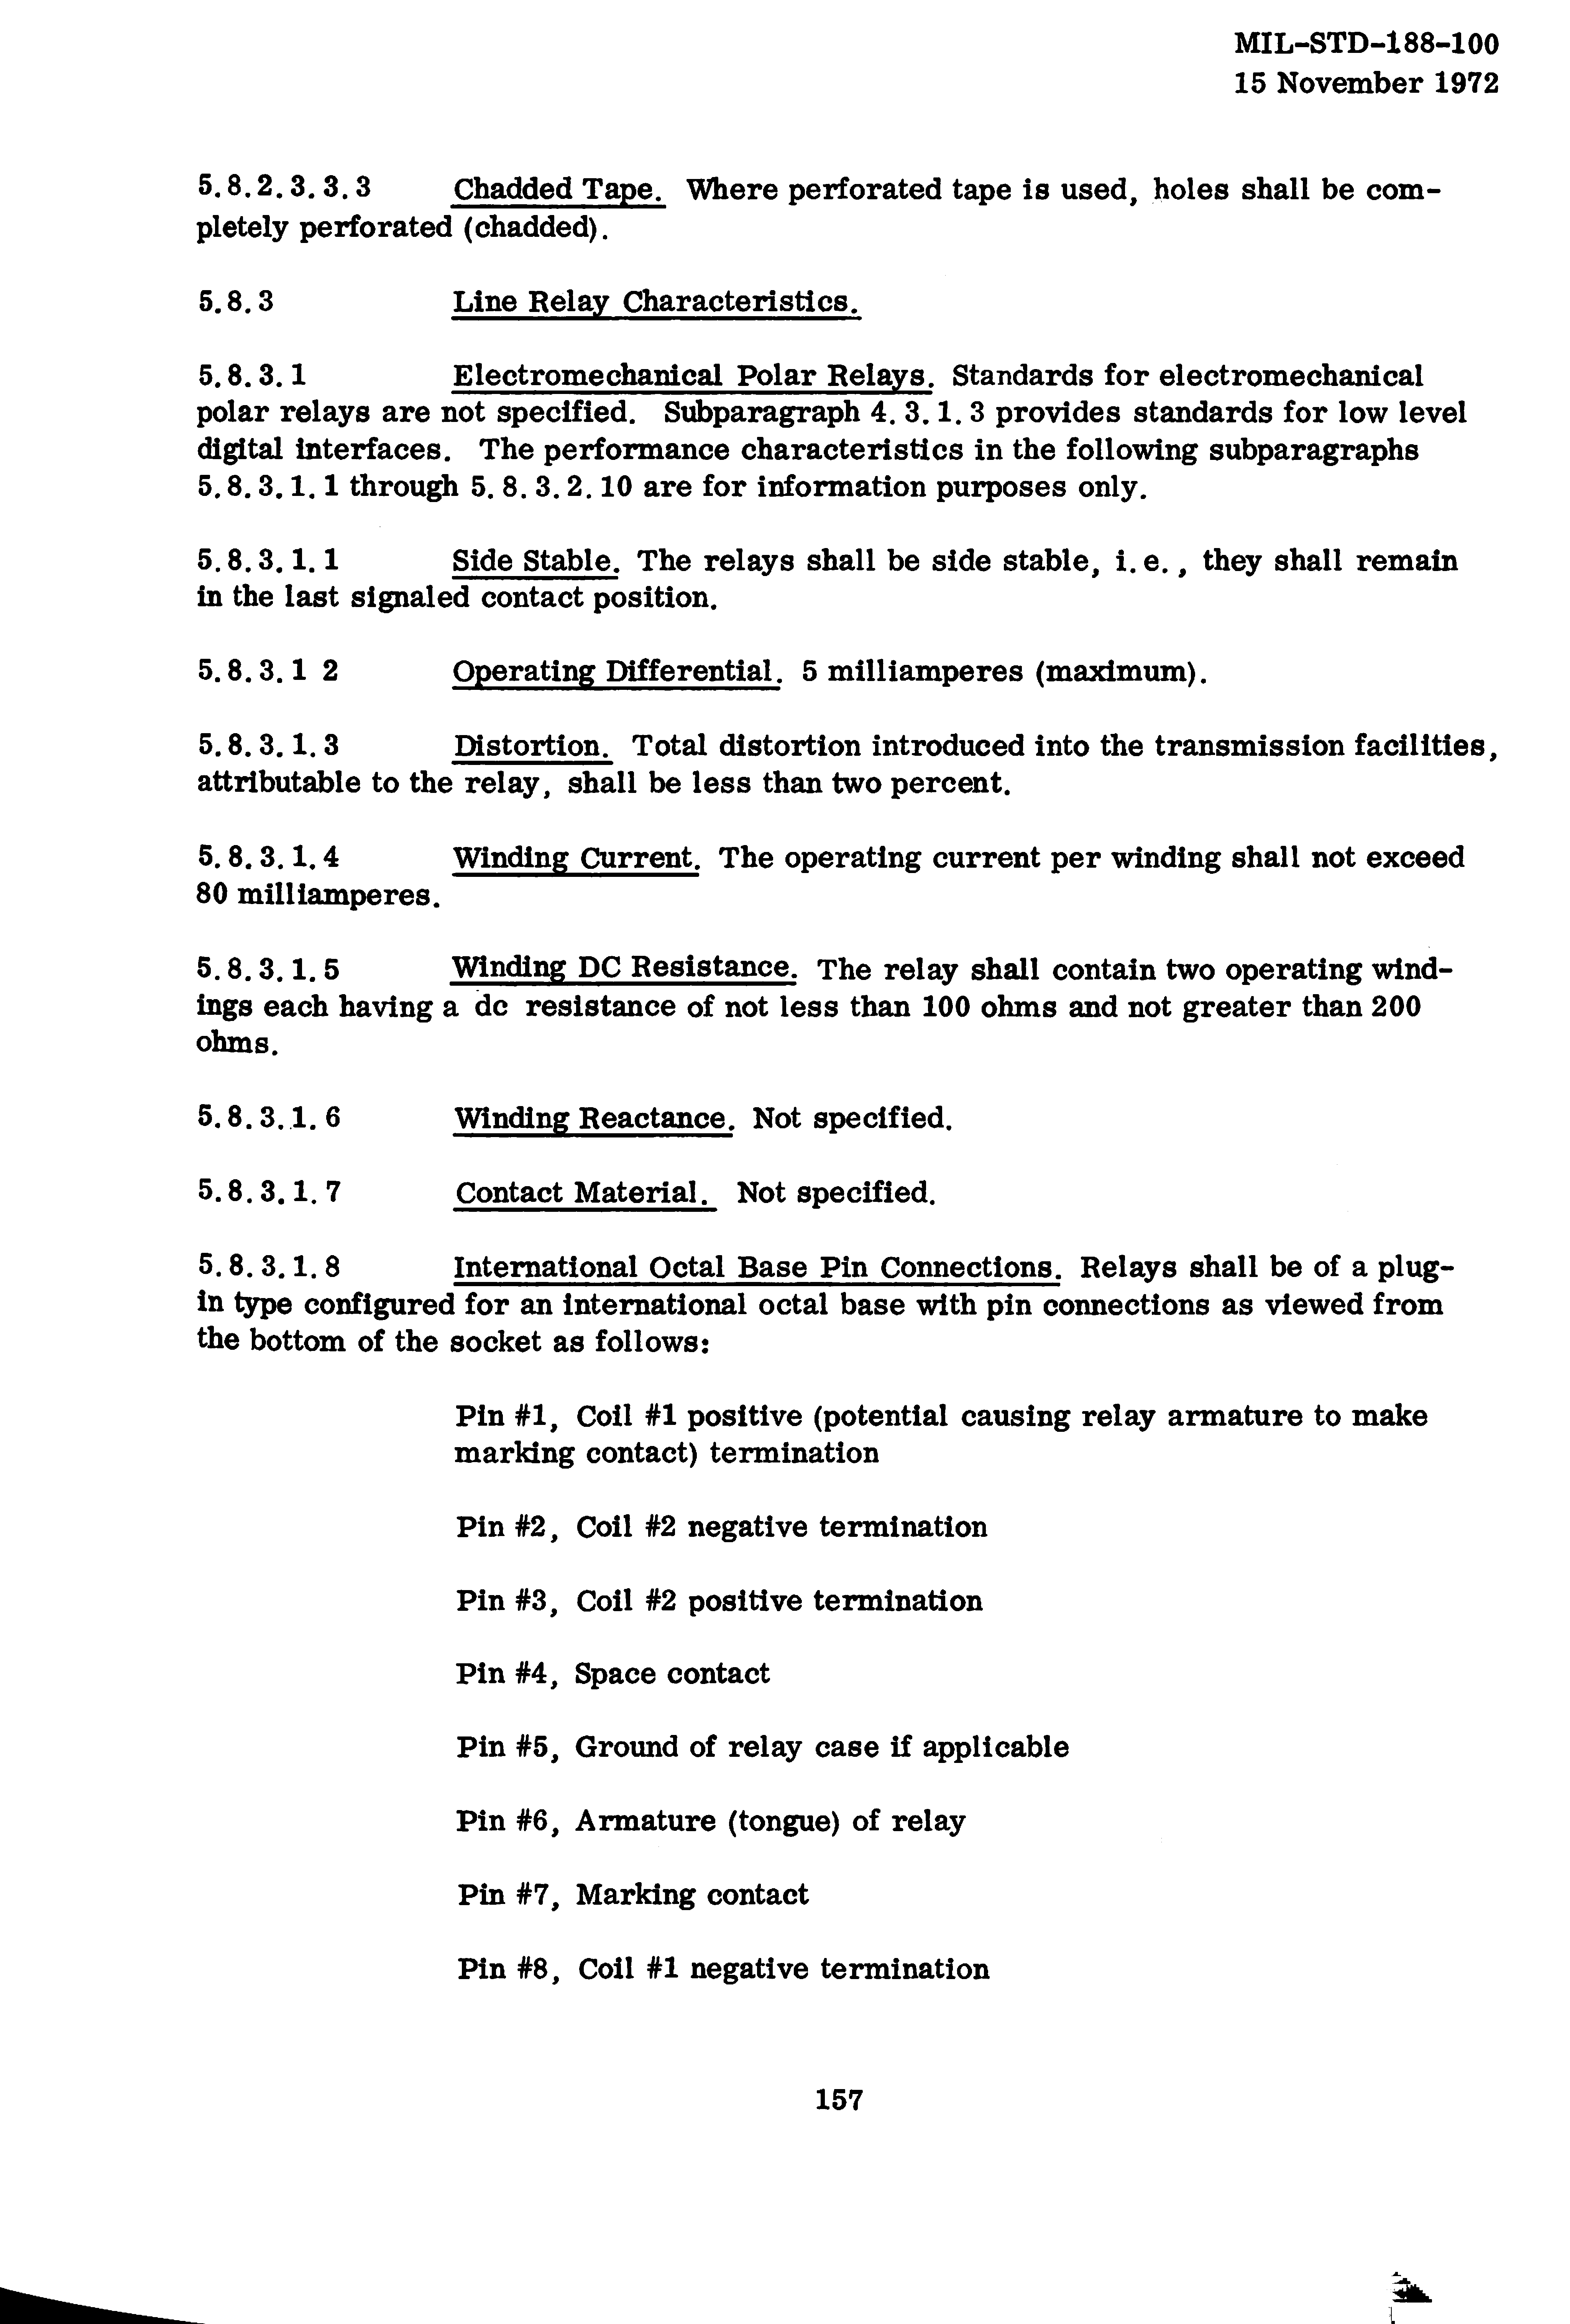 MIL-STD-188-100
15 November 1972
5.8.2.3.3.3 Chadded Tape. Where perforated tape is used, holes shall be com-
pletely perforated (chadded).
5.8.3 Line Relay Characteristics.
5.8.3.1 Electromechanical Polar Relays. Standards for electromechanical
polar relays are not specified. Subparagraph 4.3.1.3 provides standards for low level
digital interfaces. The performance characteristics in the following subparagraphs
5.8.3.1.1 through 5.8.3.2.10 are for information purposes only.
5.8.3.1.1 Side Stable. The relays shall be side stable, i.e., they shall remain
in the last signaled contact position.
5.8.3.1 2 Operating Differential. 5 milliamperes (maximum).
5.8.3.1.3 Distortion. Total distortion introduced into the transmission facilities,
attributable to the relay, shall be less than two percent.
5.8.3.1.4 Winding Current. The operating current per winding shall not exceed
80 milliamperes.
5.8.3.1.5 Winding DC Resistance. The relay shall contain two operating wind-
ings each having a dc resistance of not less than 100 ohms and not greater than 200
ohms.
5.8.3.1.6 Winding Reactance. Not specified.
5.8.3.1.7 Contact Material. Not specified.
5.8.3.1.8 International Octal Base Pin Connections. Relays shall be of a plug-
in type configured for an international octal base with pin connections as viewed from
the bottom of the socket as follows:
Pin #1, Coil #1 positive (potential causing relay armature to make
marking contact) termination
Pin #2, Coil #2 negative termination
Pin #3, Coil #2 positive termination
Pin #4, Space contact
Pin #5, Ground of relay case if applicable
Pin #6, Armature (tongue) of relay
Pin #7, Marking contact
Pin #8, Coil #1 negative termination
157